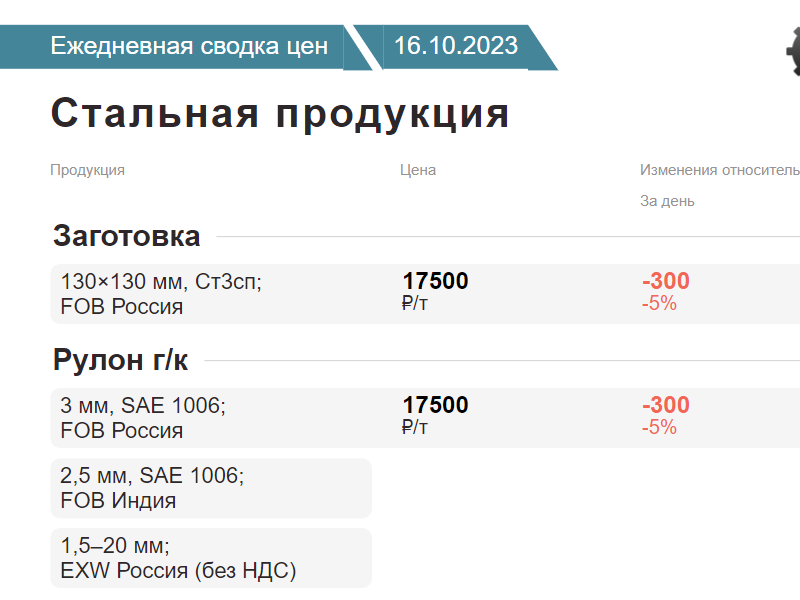 Ежедневная сводка цен 16.10.2023
Стальная продукция
Продукция Цена Изменения относитель
За день
Заготовка
130×130 мм, Ст3сп; 17500 -300
FOB Россия ₽/т -5%
Рулон г/к
3 мм, SAE 1006; 17500 -300
FOB Россия ₽/т -5%
2,5 мм, SAE 1006;
FOB Индия
1,5–20 мм;
EXW Россия (без НДС)